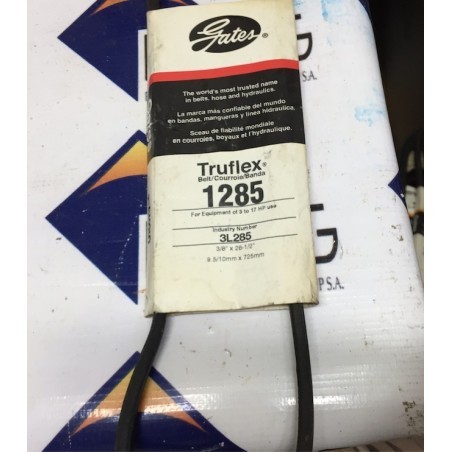 Gates®
The world's most trusted name
in belts, hose and hydraulics.
La marca más confiable del mundo
en bandas, mangueras y línea hidráulica.
Sceau de fiabilité mondiale
en courroies, boyaux et l'hydraulique.
Truflex®
Belt/Courroie/Banda
1285
For Equipment of 3 to 17 HP use
Industry Number
3L285
3/8" x 28-1/2"
9.5/10mm x 725mm
D
S.A.
D
P S.A.